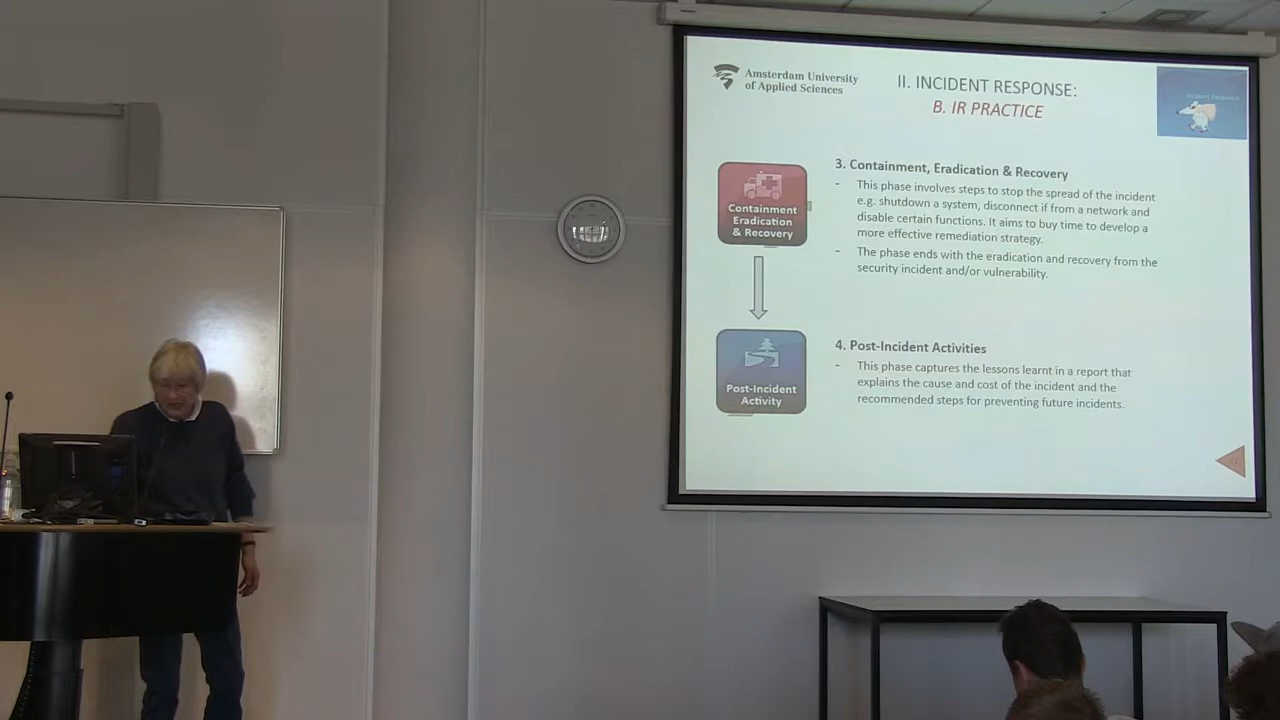 Amsterdam University
of Applied Sciences
II. INCIDENT RESPONSE:
B. IR PRACTICE
Incident Response
Containment
Eradication
& Recovery
3. Containment, Eradication & Recovery
- This phase involves steps to stop the spread of the incident
e.g. shutdown a system, disconnect if from a network and
disable certain functions. It aims to buy time to develop a
more effective remediation strategy.
- The phase ends with the eradication and recovery from the
security incident and/or vulnerability.
Post-Incident
Activity
4. Post-Incident Activities
- This phase captures the lessons learnt in a report that
explains the cause and cost of the incident and the
recommended steps for preventing future incidents.